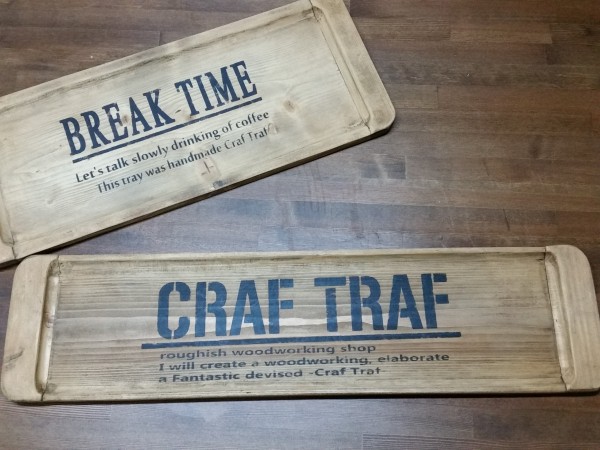 BREAK TIME
Let's talk slowly drinking of coffee
This tray was handmade Craf Traf
CRAF TRAF
roughish woodworking shop
I will create a woodworking, elaborate
a Fantastic devised -Craf Traf-